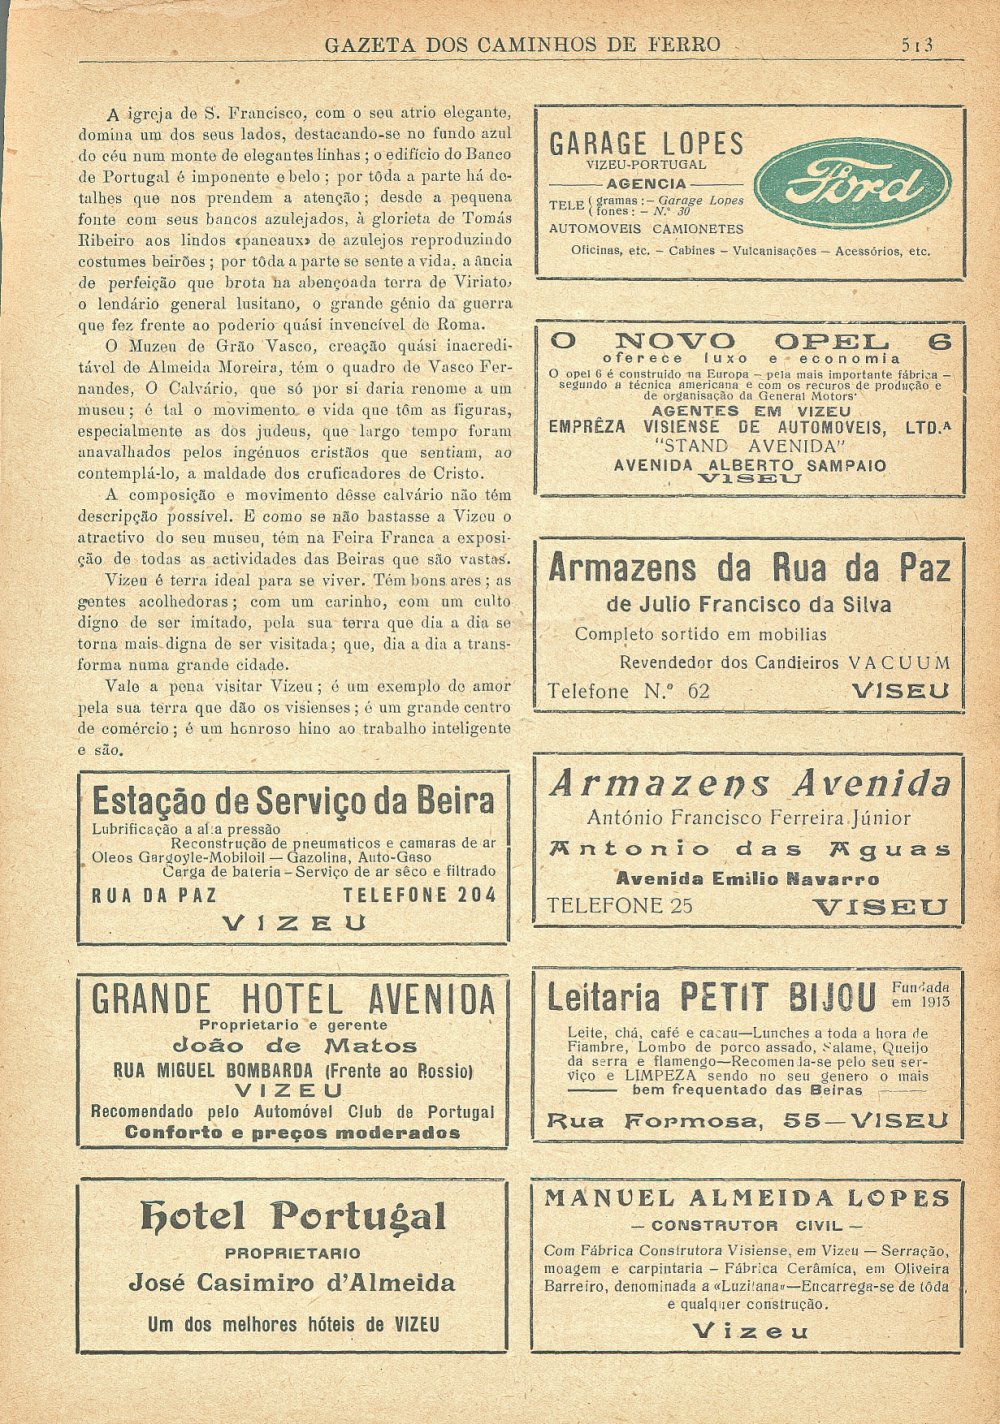 GAZETA DOS CAMINHOS DE FERRO 513
A igreja de S. Francisco, com o seu atrio elegante,
domina um dos seus lados, destacando-se no fundo azul
do céu num monte de elegantes linhas ; o edifício do Banco
de Portugal é imponente e belo ; por tôda a parte há de-
talhes que nos prendem a atenção ; desde a pequena
fonte com seus bancos azulejados, à glorieta de Tomás
Ribeiro aos lindos «paneaux» de azulejos reproduzindo
costumes beirões ; por tôda a parte se sente a vida, a ância
de perfeição que brota na abençoada terra de Viriato,
o lendário general lusitano, o grande génio da guerra
que fez frente ao poderio quási invencível de Roma.
O Muzeu de Grão Vasco, creação quási inacredi-
tável de Almeida Moreira, têm o quadro de Vasco Fer-
nandes, O Calvário, que só por si daria renome a um
museu ; é tal o movimento e vida que têm as figuras,
especialmente as dos judeus, que largo tempo foram
anavalhados pelos ingénuos cristãos que sentiam, ao
contemplá-lo, a maldade dos cruficadores de Cristo.
A composição e movimento dêsse calvário não têm
descripção possível. E como se não bastasse a Vizeu o
atractivo do seu museu, têm na Feira Franca a exposi-
ção de todas as actividades das Beiras que são vastas.
Vizeu é terra ideal para se viver. Têm bons ares ; as
gentes acolhedoras ; com um carinho, com um culto
digno de ser imitado, pela sua terra que dia a dia se
torna mais digna de ser visitada ; que, dia a dia a trans-
forma numa grande cidade.
Vale a pena visitar Vizeu ; é um exemplo de amor
pela sua terra que dão os visienses ; é um grande centro
de comércio ; é um honroso hino ao trabalho inteligente
e são.
Estação de Serviço da Beira
Lubrificação a alta pressão
Reconstrução de pneumaticos e camaras de ar
Oleos Gargoyle-Mobiloil — Gazolina, Auto-Gaso
Carga de bateria – Serviço de ar sêco e filtrado
RUA DA PAZ TELEFONE 204
VIZEU
GRANDE HOTEL AVENIDA
Proprietario e gerente
João de Matos
RUA MIGUEL BOMBARDA (Frente ao Rossio)
VIZEU
Recomendado pelo Automóvel Club de Portugal
Conforto e preços moderados
Hotel Portugal
PROPRIETARIO
José Casimiro d'Almeida
Um dos melhores hóteis de VIZEU
GARAGE LOPES
VIZEU-PORTUGAL
AGENCIA
TELE ( gramas : – Garage Lopes
( fones : – N.º 30
AUTOMOVEIS CAMIONETES
Ford
Oficinas, etc. – Cabines – Vulcanisações – Acessórios, etc.
O NOVO OPEL 6
oferece luxo e economia
O opel 6 é construido na Europa – pela mais importante fábrica –
segundo a técnica americana e com os recuros de produção e
de organisação da General Motors·
AGENTES EM VIZEU
EMPRÊZA VISIENSE DE AUTOMOVEIS, LTD.ª
"STAND AVENIDA"
AVENIDA ALBERTO SAMPAIO
VISEU
Armazens da Rua da Paz
de Julio Francisco da Silva
Completo sortido em mobilias
Revendedor dos Candieiros VACUUM
Telefone N.º 62 VISEU
Armazens Avenida
António Francisco Ferreira Júnior
Antonio das Aguas
Avenida Emilio Navarro
TELEFONE 25 VISEU
Leitaria PETIT BIJOU Fundada
em 1913
Leite, chá, café e cacau—Lunches a toda a hora de
Fiambre, Lombo de porco assado, Salame, Queijo
da serra e flamengo—Recomenda-se pelo seu ser-
viço e LIMPEZA sendo no seu genero o mais
bem frequentado das Beiras
Rua Formosa, 55—VISEU
MANUEL ALMEIDA LOPES
— CONSTRUTOR CIVIL —
Com Fábrica Construtora Visiense, em Vizeu — Serração,
moagem e carpintaria – Fábrica Cerâmica, em Oliveira
Barreiro, denominada a «Luzitana»—Encarrega-se de tôda
e qualquer construção.
Vizeu